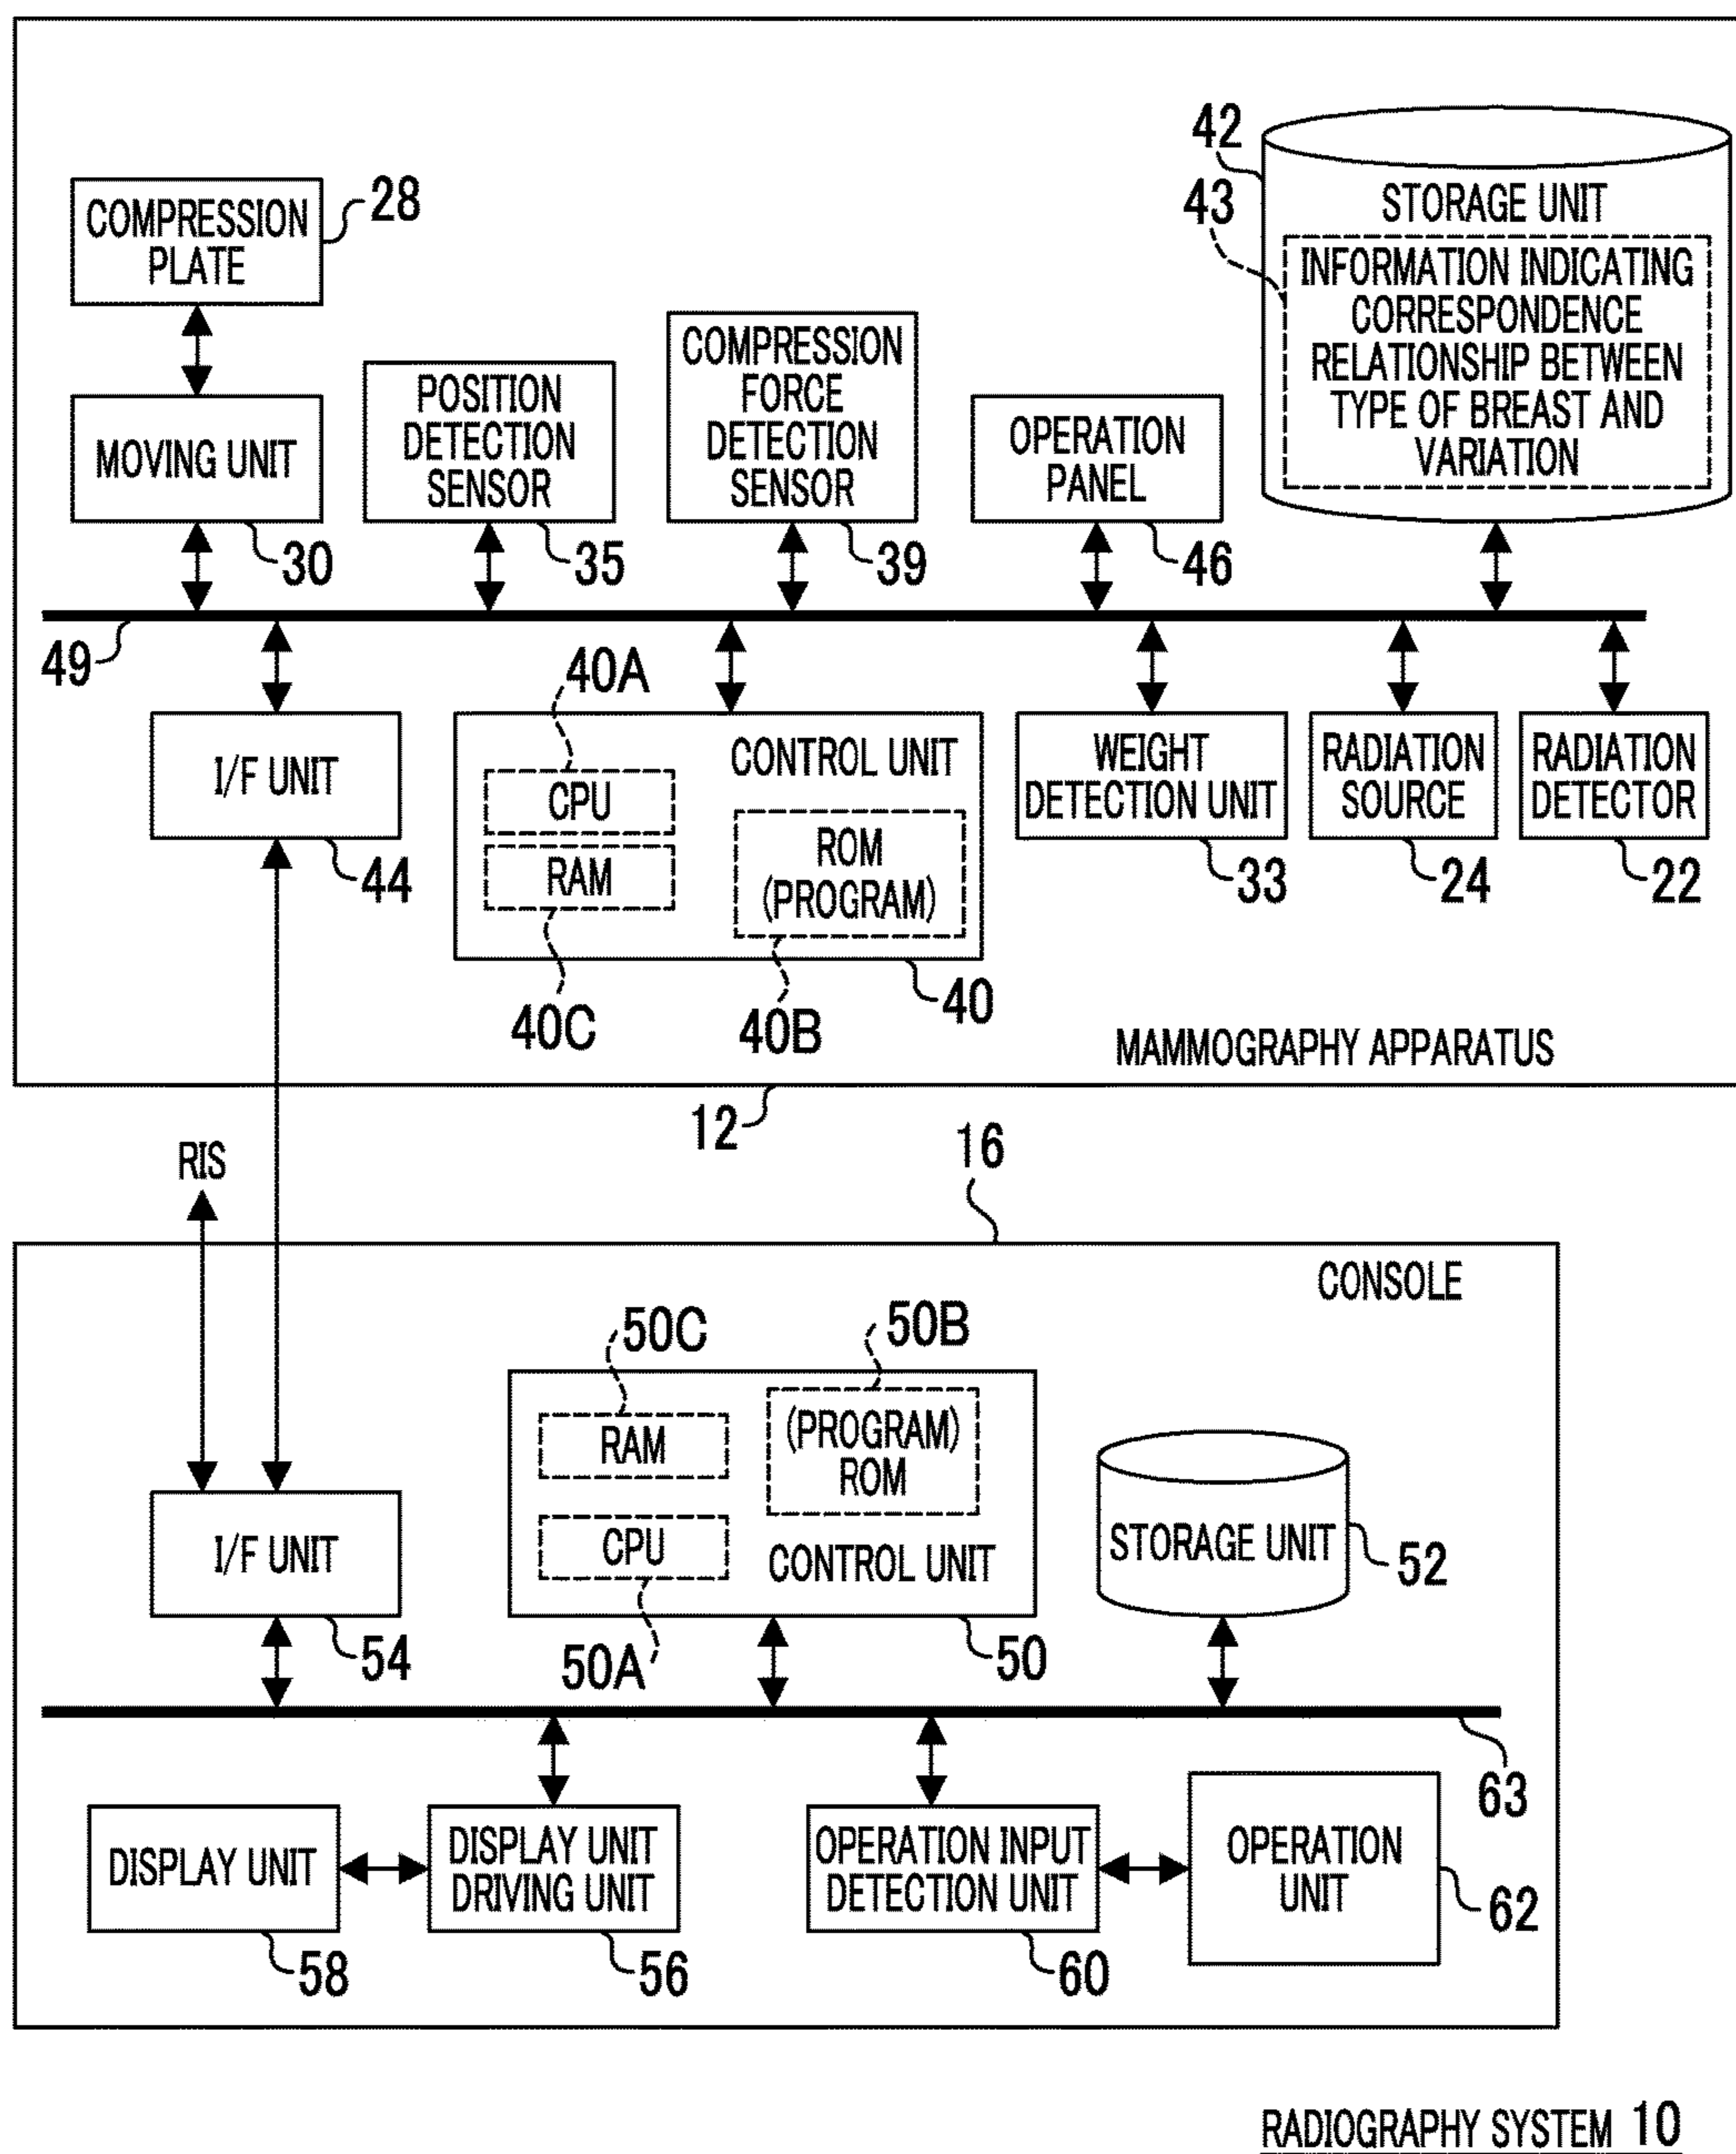 42
43
STORAGE UNIT
INFORMATION INDICATING
CORRESPONDENCE
RELATIONSHIP BETWEEN
TYPE OF BREAST AND
VARIATION
COMPRESSION
PLATE
28
MOVING UNIT
30
POSITION
DETECTION
SENSOR
35
COMPRESSION
FORCE
DETECTION
SENSOR
39
OPERATION
PANEL
46
49
I/F UNIT
44
40A
CONTROL UNIT
CPU
RAM
ROM
(PROGRAM)
40C
40B
40
WEIGHT
DETECTION UNIT
33
RADIATION
SOURCE
24
RADIATION
DETECTOR
22
MAMMOGRAPHY APPARATUS
12
RIS
16
CONSOLE
50C
50B
RAM
(PROGRAM)
ROM
CPU
CONTROL UNIT
50A
50
I/F UNIT
54
STORAGE UNIT
52
63
DISPLAY UNIT
58
DISPLAY UNIT
DRIVING UNIT
56
OPERATION INPUT
DETECTION UNIT
60
OPERATION
UNIT
62
RADIOGRAPHY SYSTEM 10